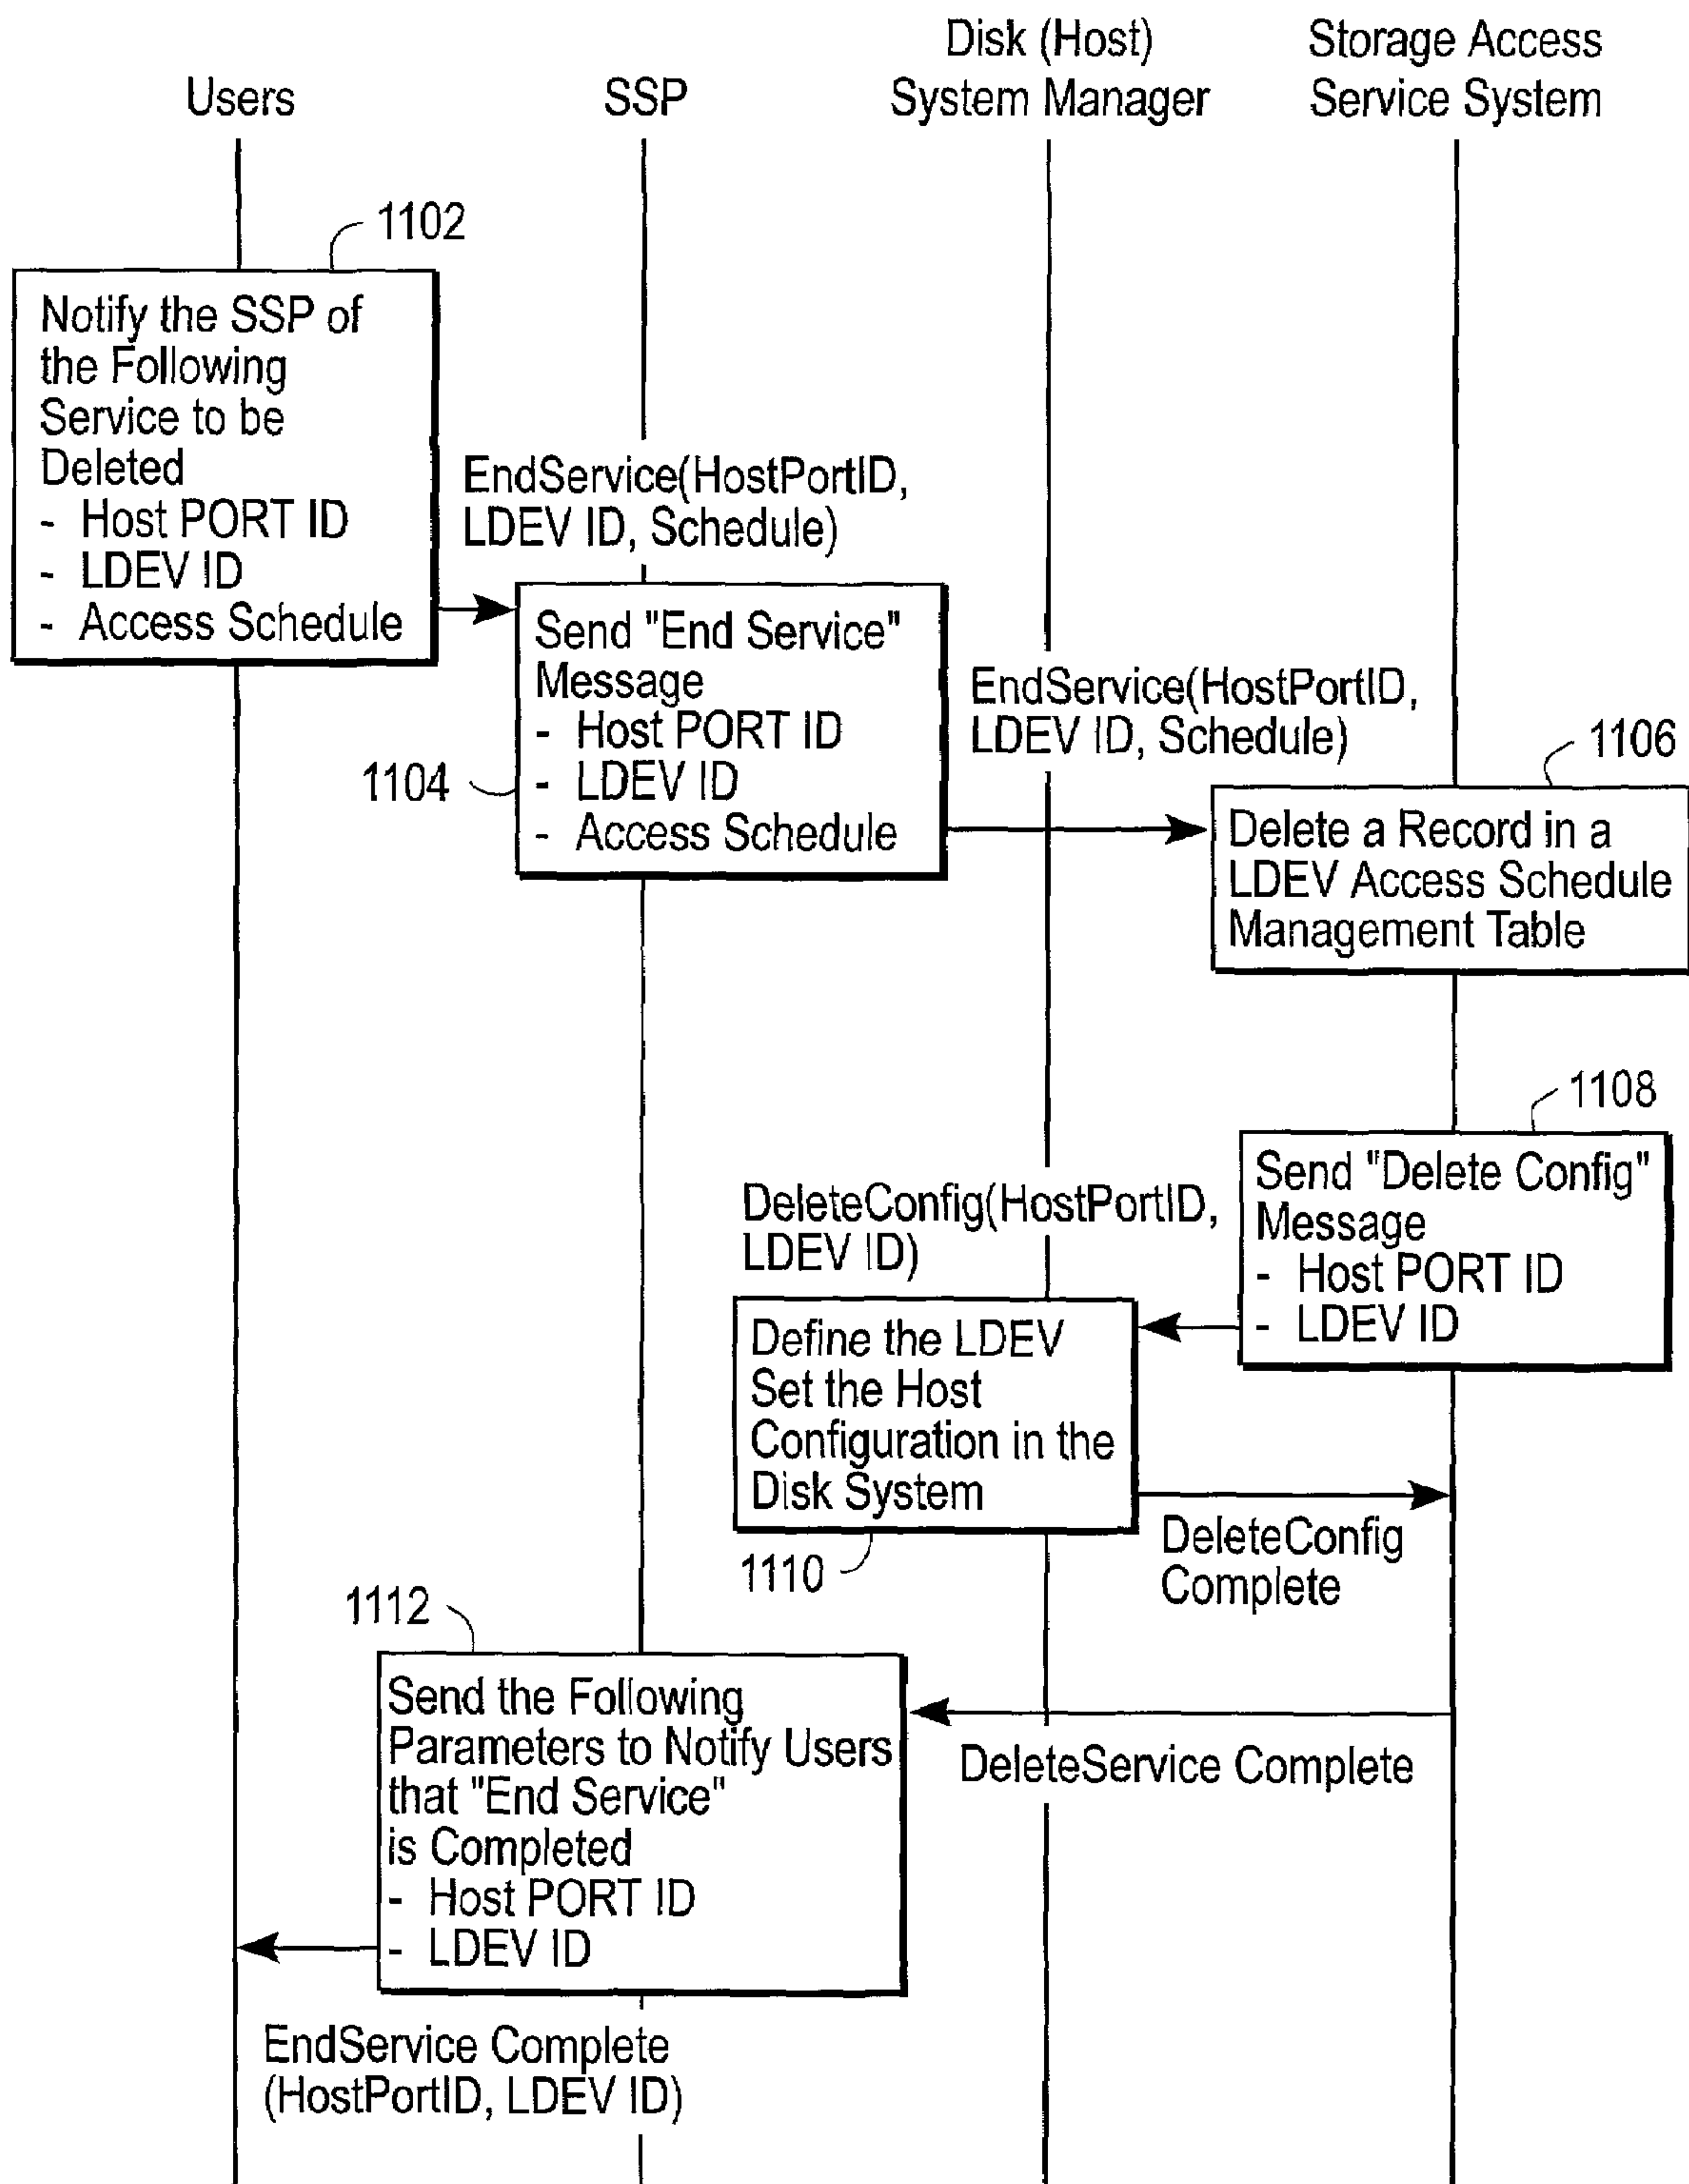 Users
SSP
Disk (Host)
System Manager
Storage Access
Service System
1102
Notify the SSP of
the Following
Service to be
Deleted
- Host PORT ID
- LDEV ID
- Access Schedule
EndService(HostPortID,
LDEV ID, Schedule)
Send "End Service"
Message
- Host PORT ID
- LDEV ID
- Access Schedule
1104
EndService(HostPortID,
LDEV ID, Schedule)
1106
Delete a Record in a
LDEV Access Schedule
Management Table
1108
Send "Delete Config"
Message
- Host PORT ID
- LDEV ID
DeleteConfig(HostPortID,
LDEV ID)
Define the LDEV
Set the Host
Configuration in the
Disk System
1110
DeleteConfig
Complete
1112
Send the Following
Parameters to Notify Users
that "End Service"
is Completed
- Host PORT ID
- LDEV ID
DeleteService Complete
EndService Complete
(HostPortID, LDEV ID)